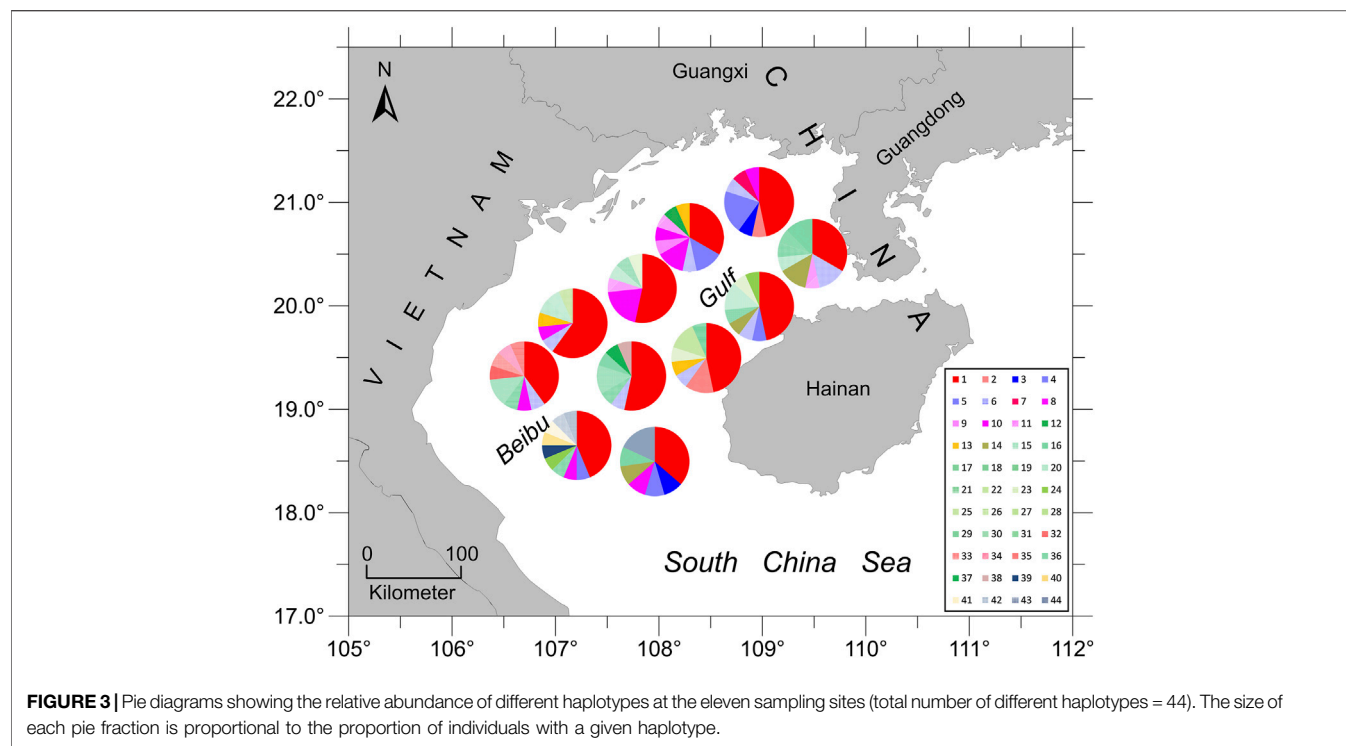 N
22.0°
21.0°
20.0°
19.0°
18.0°
17.0°
105°
106°
107°
108°
109°
110°
111°
112°
Guangxi
Guangdong
CHINA
VIETNAM
Beibu
Gulf
Hainan
South China Sea
0 100
Kilometer
1 2 3 4
5 6 7 8
9 10 11 12
13 14 15 16
17 18 19 20
21 22 23 24
25 26 27 28
29 30 31 32
33 34 35 36
37 38 39 40
41 42 43 44
FIGURE 3 | Pie diagrams showing the relative abundance of different haplotypes at the eleven sampling sites (total number of different haplotypes = 44). The size of
each pie fraction is proportional to the proportion of individuals with a given haplotype.